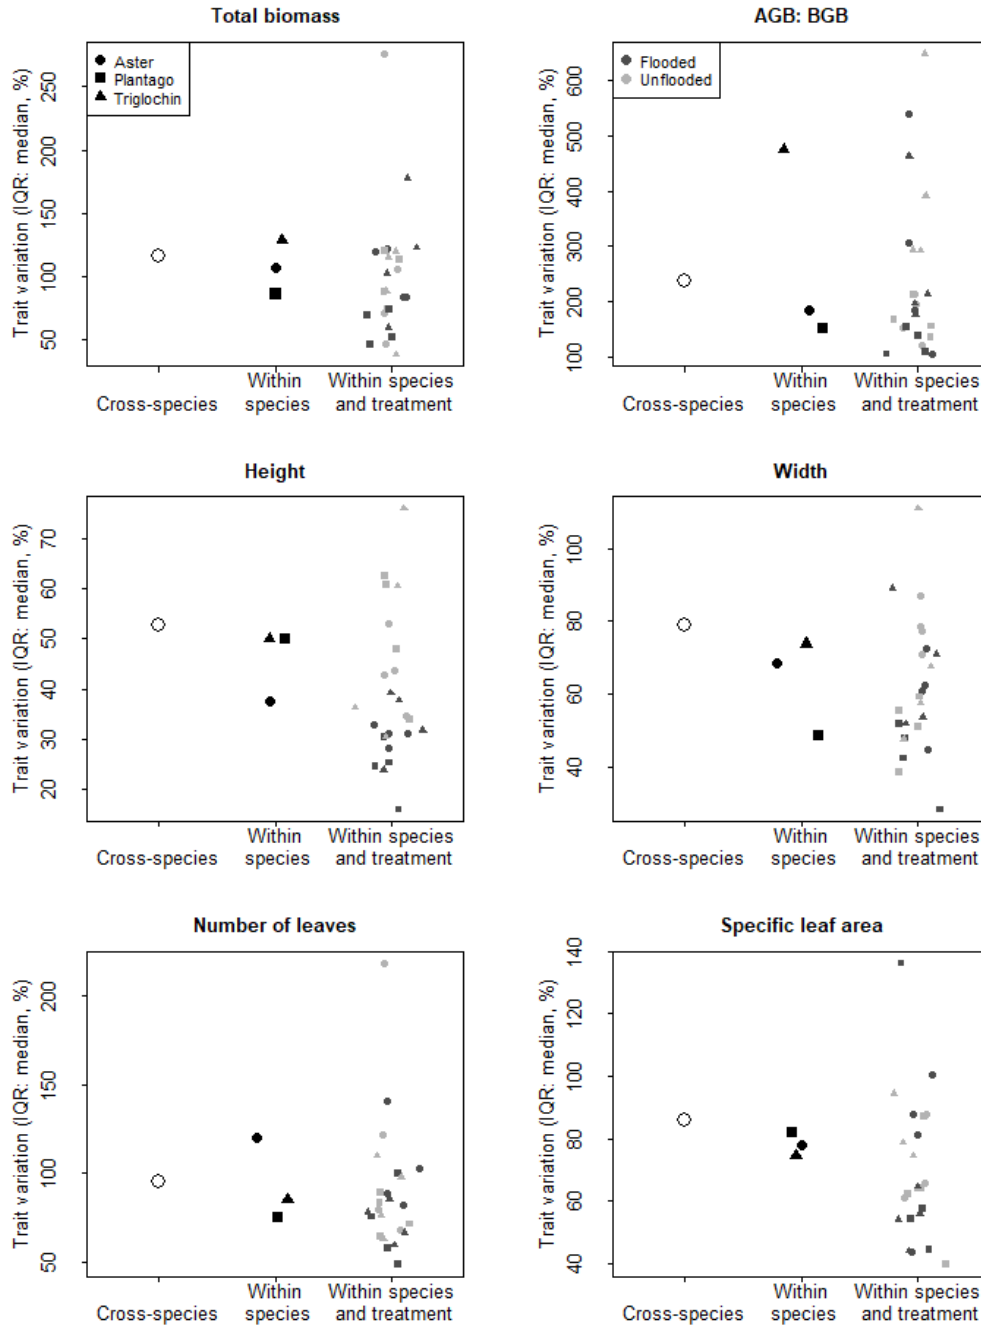 Total biomass
AGB: BGB
Trait variation (IQR: median, %)
50 100 150 200 250
Aster
Plantago
Triglochin
Cross-species
Within species
Within species and treatment
Trait variation (IQR: median, %)
100 200 300 400 500 600
Flooded
Unflooded
Cross-species
Within species
Within species and treatment
Height
Width
Trait variation (IQR: median, %)
20 30 40 50 60 70
Cross-species
Within species
Within species and treatment
Trait variation (IQR: median, %)
40 60 80 100
Cross-species
Within species
Within species and treatment
Number of leaves
Specific leaf area
Trait variation (IQR: median, %)
50 100 150 200
Cross-species
Within species
Within species and treatment
Trait variation (IQR: median, %)
40 60 80 100 120 140
Cross-species
Within species
Within species and treatment